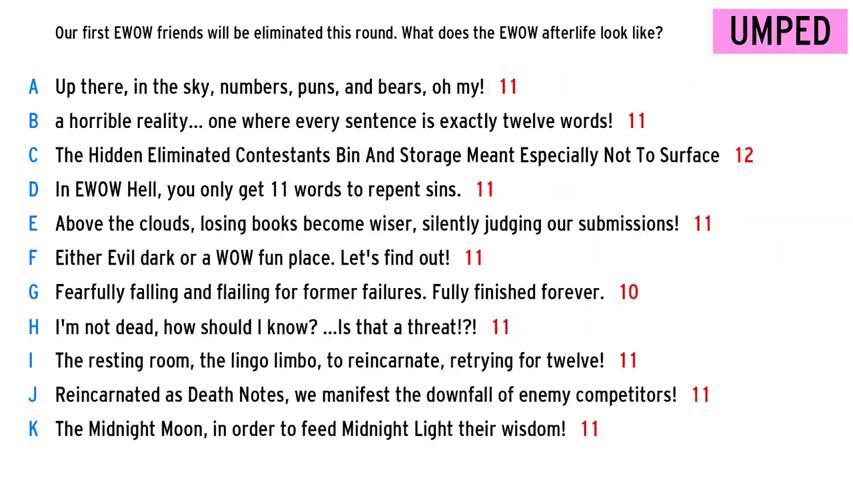 Our first EWOW friends will be eliminated this round. What does the EWOW afterlife look like?
UMPED
A Up there, in the sky, numbers, puns, and bears, oh my! 11
B a horrible reality... one where every sentence is exactly twelve words! 11
C The Hidden Eliminated Contestants Bin And Storage Meant Especially Not To Surface 12
D In EWOW Hell, you only get 11 words to repent sins. 11
E Above the clouds, losing books become wiser, silently judging our submissions! 11
F Either Evil dark or a WOW fun place. Let's find out! 11
G Fearfully falling and flailing for former failures. Fully finished forever. 10
H I'm not dead, how should I know? ...Is that a threat!?! 11
I The resting room, the lingo limbo, to reincarnate, retrying for twelve! 11
J Reincarnated as Death Notes, we manifest the downfall of enemy competitors! 11
K The Midnight Moon, in order to feed Midnight Light their wisdom! 11